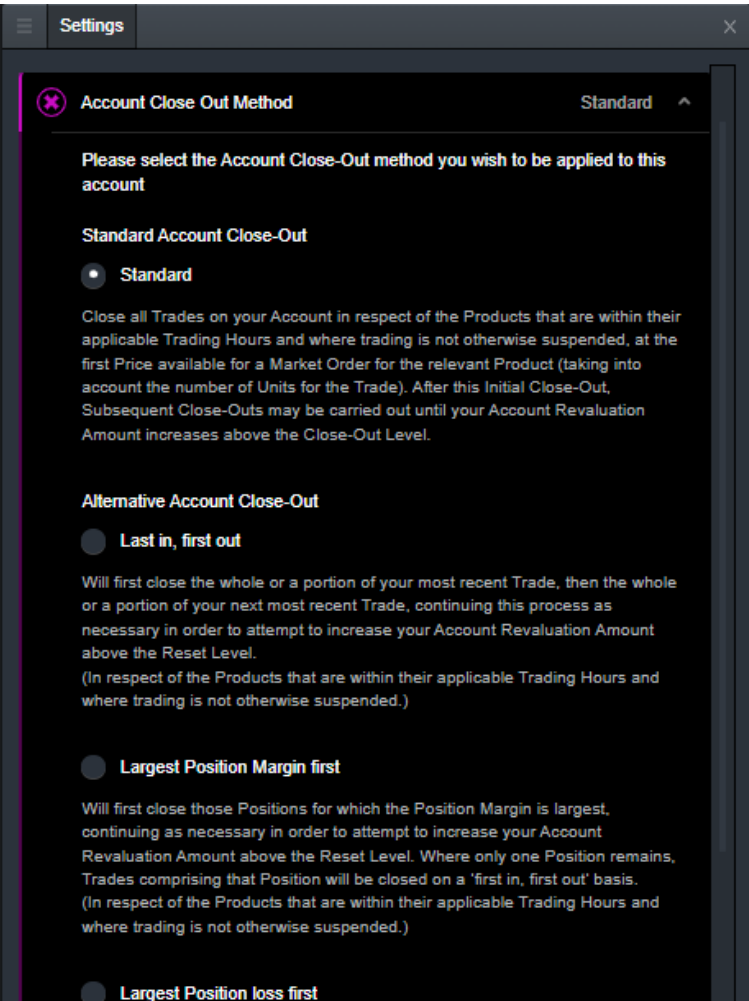 Settings
Account Close Out Method Standard
Please select the Account Close-Out method you wish to be applied to this
account
Standard Account Close-Out
Standard
Close all Trades on your Account in respect of the Products that are within their
applicable Trading Hours and where trading is not otherwise suspended, at the
first Price available for a Market Order for the relevant Product (taking into
account the number of Units for the Trade). After this Initial Close-Out,
Subsequent Close-Outs may be carried out until your Account Revaluation
Amount increases above the Close-Out Level.
Alternative Account Close-Out
Last in, first out
Will first close the whole or a portion of your most recent Trade, then the whole
or a portion of your next most recent Trade, continuing this process as
necessary in order to attempt to increase your Account Revaluation Amount
above the Reset Level.
(In respect of the Products that are within their applicable Trading Hours and
where trading is not otherwise suspended.)
Largest Position Margin first
Will first close those Positions for which the Position Margin is largest,
continuing as necessary in order to attempt to increase your Account
Revaluation Amount above the Reset Level. Where only one Position remains,
Trades comprising that Position will be closed on a 'first in, first out' basis.
(In respect of the Products that are within their applicable Trading Hours and
where trading is not otherwise suspended.)
Largest Position loss first